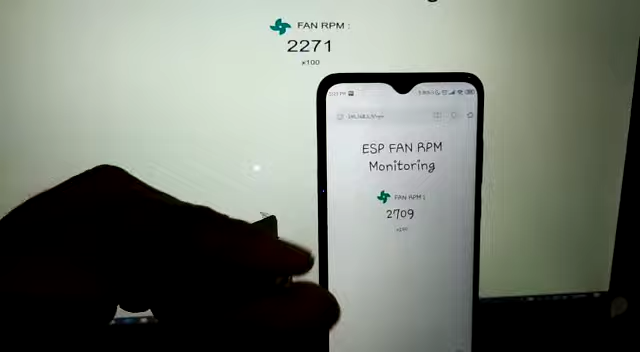 FAN RPM :
2271
x100
ESP FAN RPM
Monitoring
FAN RPM :
2709
x100